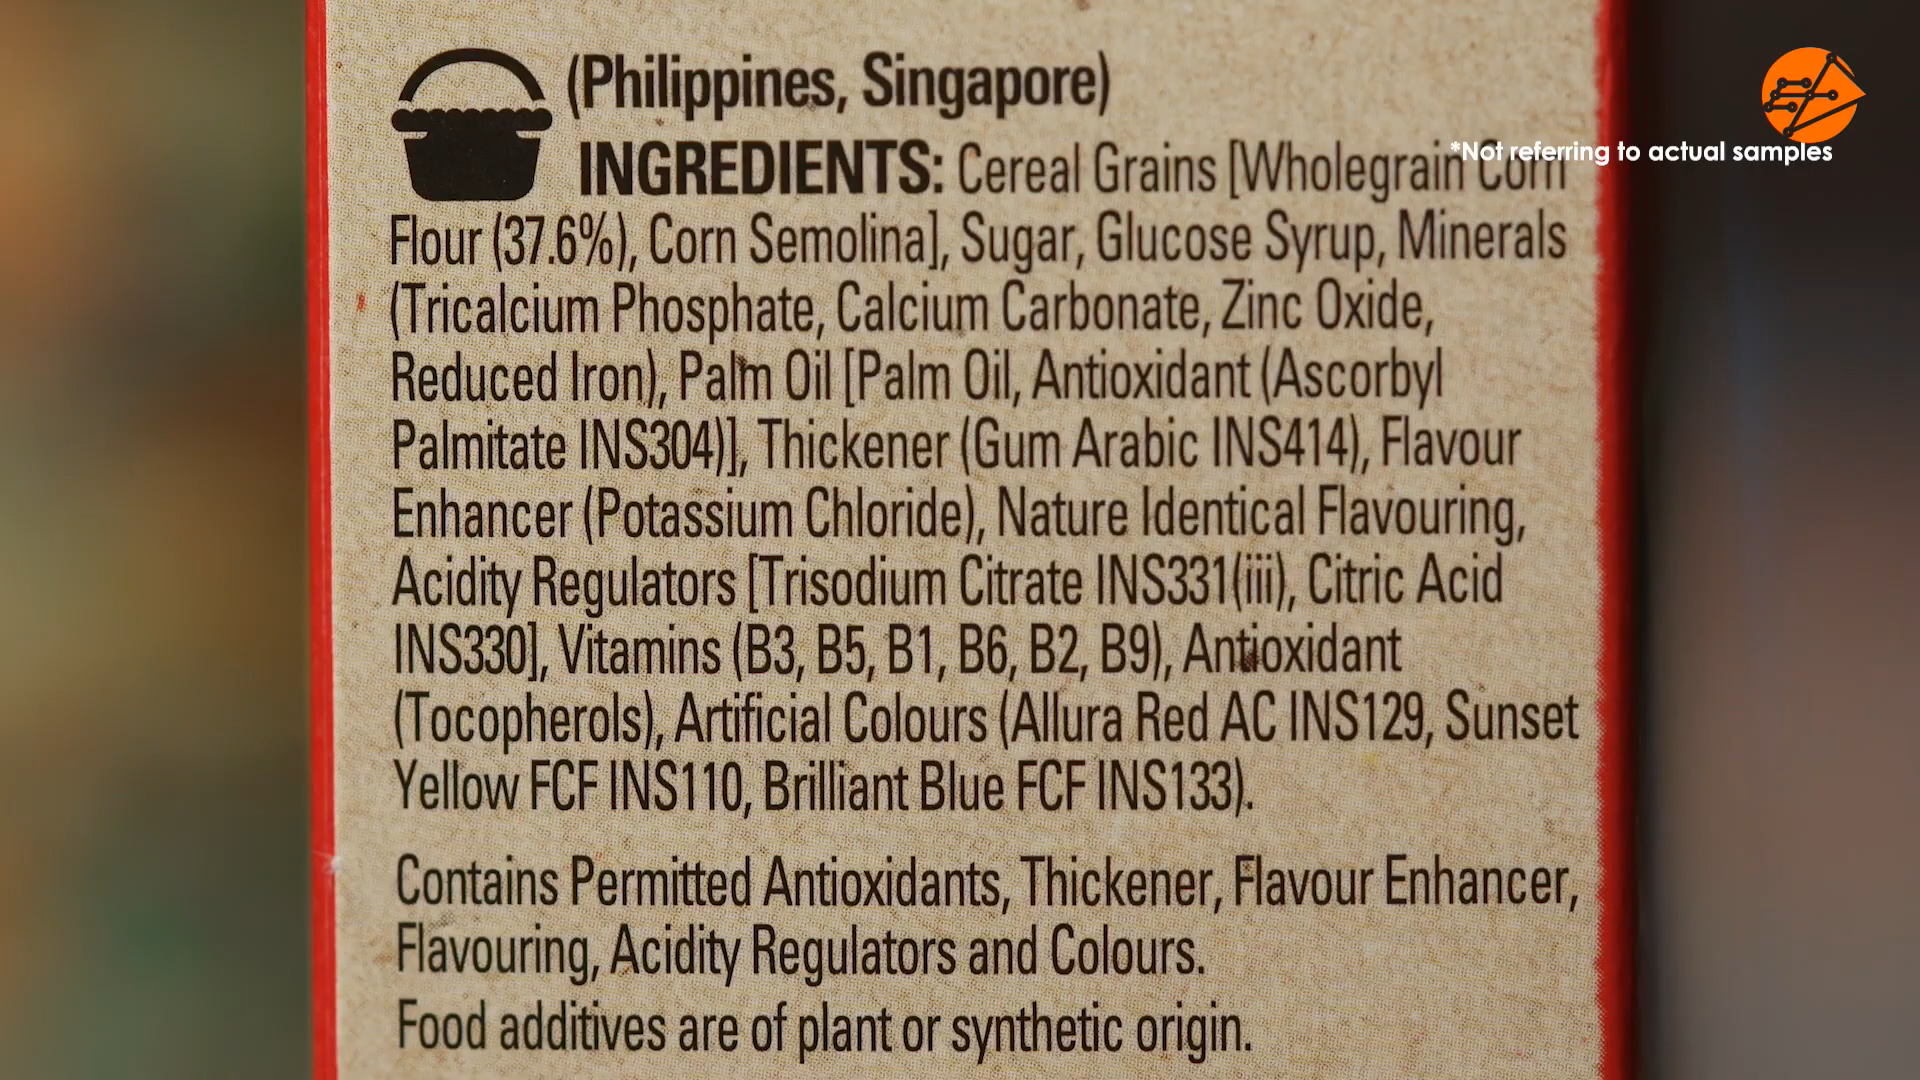 (Philippines, Singapore)
*Not referring to actual samples
INGREDIENTS: Cereal Grains [Wholegrain Corn
Flour (37.6%), Corn Semolina], Sugar, Glucose Syrup, Minerals
(Tricalcium Phosphate, Calcium Carbonate, Zinc Oxide,
Reduced Iron), Palm Oil [Palm Oil, Antioxidant (Ascorbyl
Palmitate INS304)], Thickener (Gum Arabic INS414), Flavour
Enhancer (Potassium Chloride), Nature Identical Flavouring,
Acidity Regulators [Trisodium Citrate INS331(iii), Citric Acid
INS330], Vitamins (B3, B5, B1, B6, B2, B9), Antioxidant
(Tocopherols), Artificial Colours (Allura Red AC INS129, Sunset
Yellow FCF INS110, Brilliant Blue FCF INS133).
Contains Permitted Antioxidants, Thickener, Flavour Enhancer,
Flavouring, Acidity Regulators and Colours.
Food additives are of plant or synthetic origin.